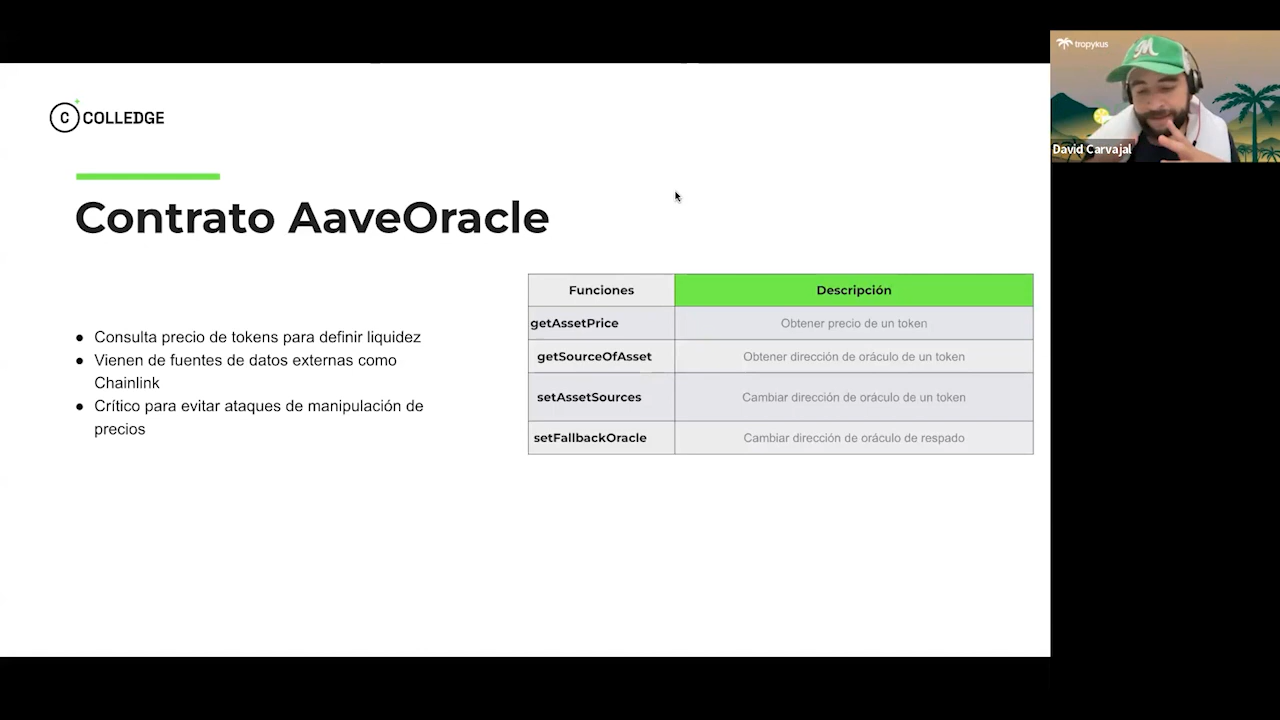 C COLLEDGE
tropykus
David Carvajal
Contrato AaveOracle
● Consulta precio de tokens para definir liquidez
● Vienen de fuentes de datos externas como
Chainlink
● Crítico para evitar ataques de manipulación de
precios
Funciones Descripción
getAssetPrice Obtener precio de un token
getSourceOfAsset Obtener dirección de oráculo de un token
setAssetSources Cambiar dirección de oráculo de un token
setFallbackOracle Cambiar dirección de oráculo de respado